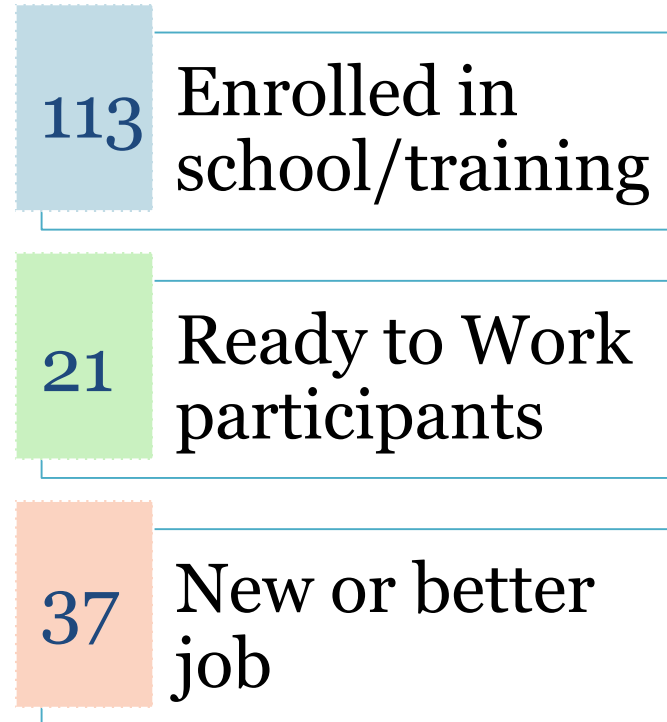 113
Enrolled in
school/training
21
Ready to Work
participants
37
New or better
job